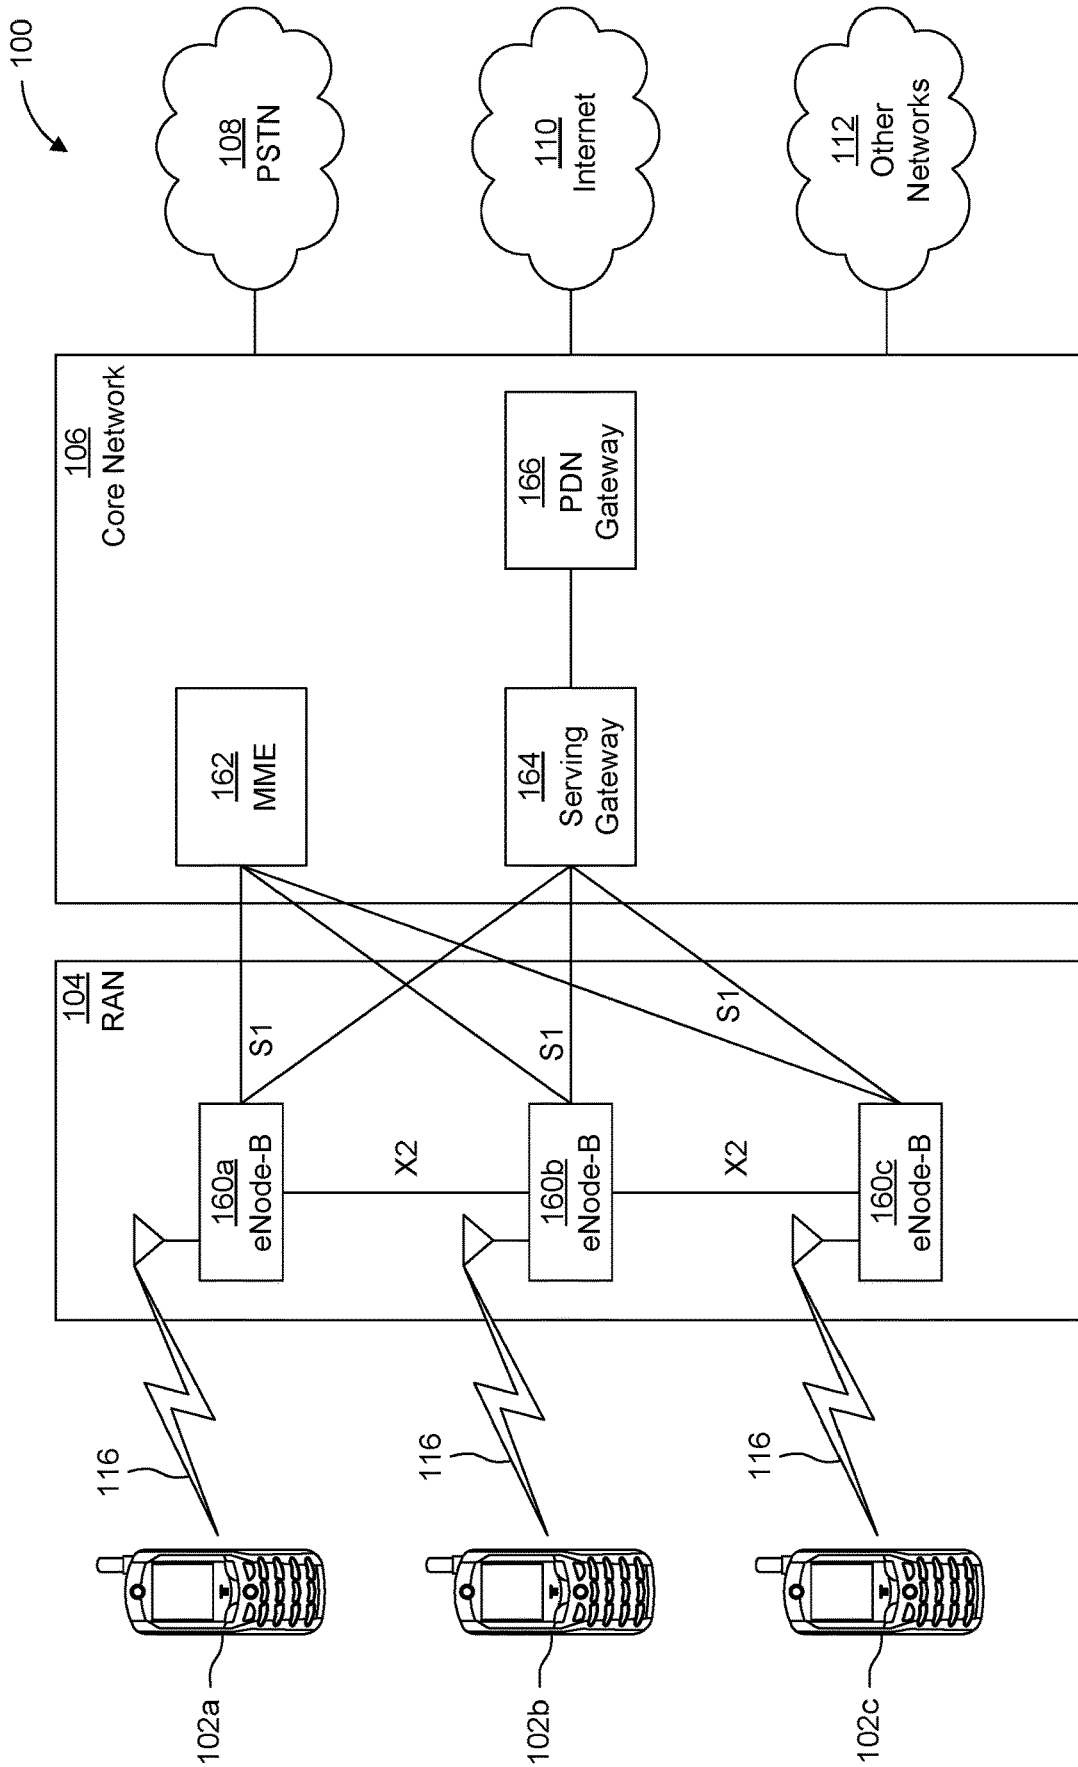 100
102a
116
160a
eNode-B
X2
102b
116
160b
eNode-B
X2
102c
116
160c
eNode-B
104
RAN
S1
S1
S1
106
Core Network
162
MME
164
Serving
Gateway
166
PDN
Gateway
108
PSTN
110
Internet
112
Other
Networks